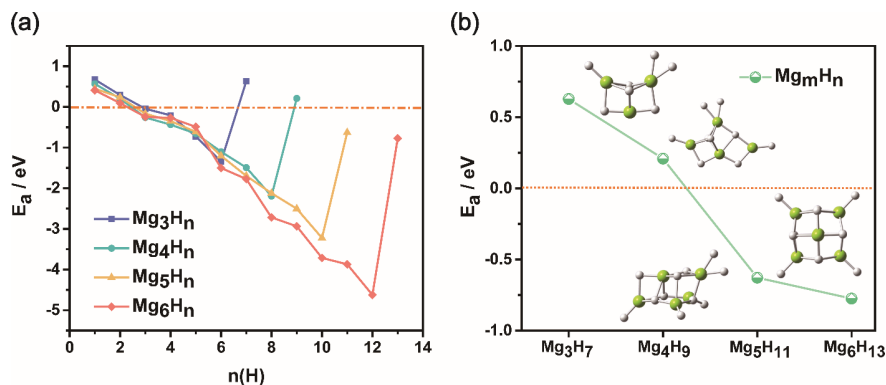 (a)
E_a / eV
1
0
-1
-2
-3
-4
-5
Mg₃Hₙ
Mg₄Hₙ
Mg₅Hₙ
Mg₆Hₙ
0 2 4 6 8 10 12 14
n(H)
(b)
E_a / eV
1.0
0.5
0.0
-0.5
-1.0
MgₘHₙ
Mg₃H₇ Mg₄H₉ Mg₅H₁₁ Mg₆H₁₃